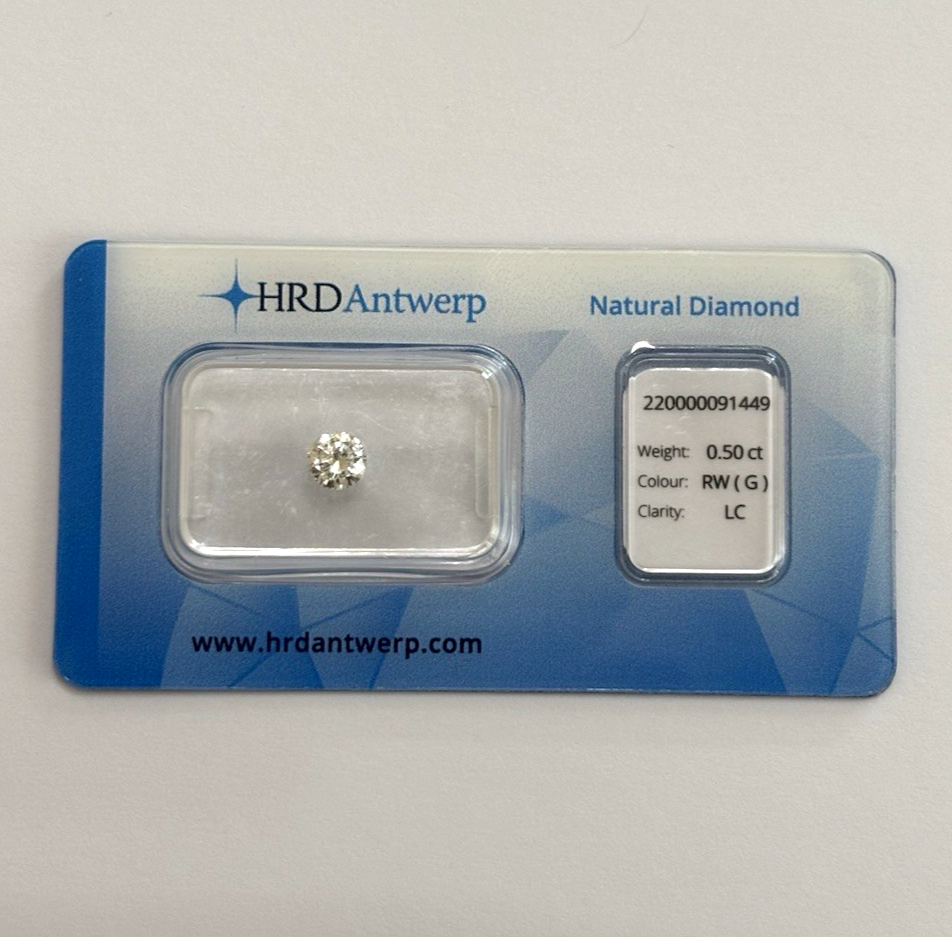 HRDAntwerp
Natural Diamond
220000091449
Weight: 0.50 ct
Colour: RW ( G )
Clarity: LC
www.hrdantwerp.com